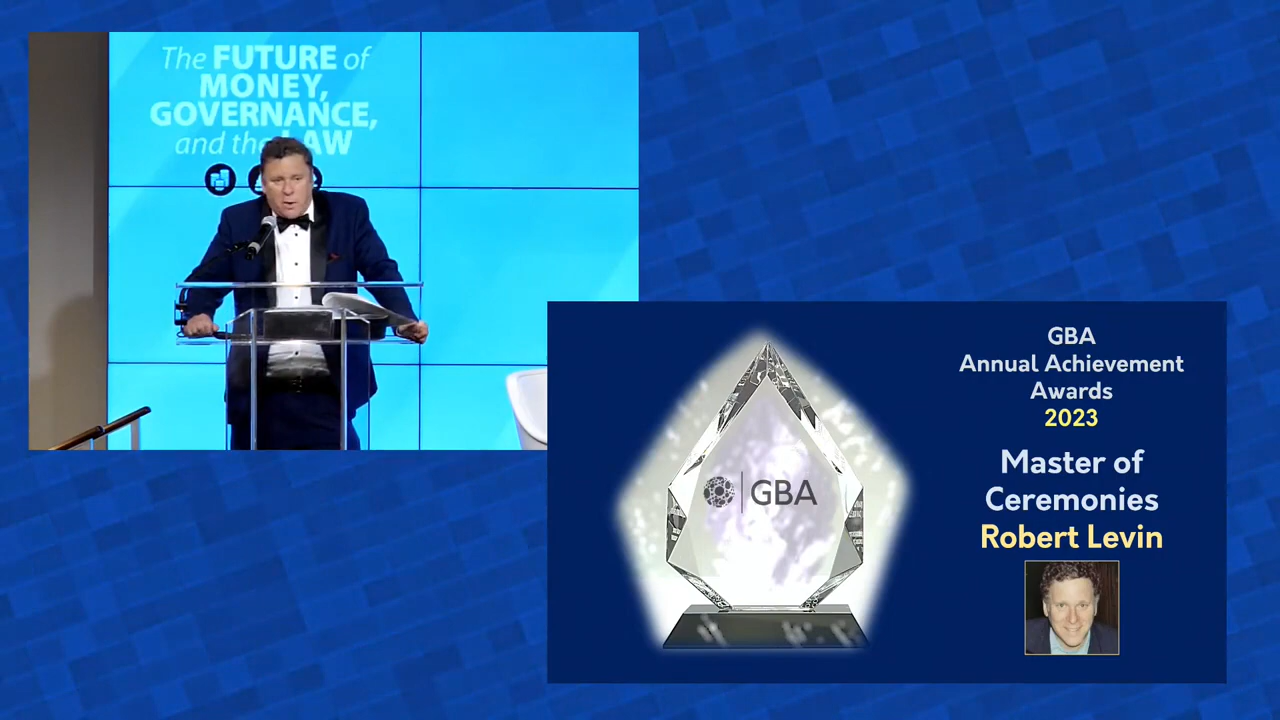 The FUTURE of
MONEY,
GOVERNANCE,
and the LAW
GBA
GBA
Annual Achievement
Awards
2023
Master of
Ceremonies
Robert Levin